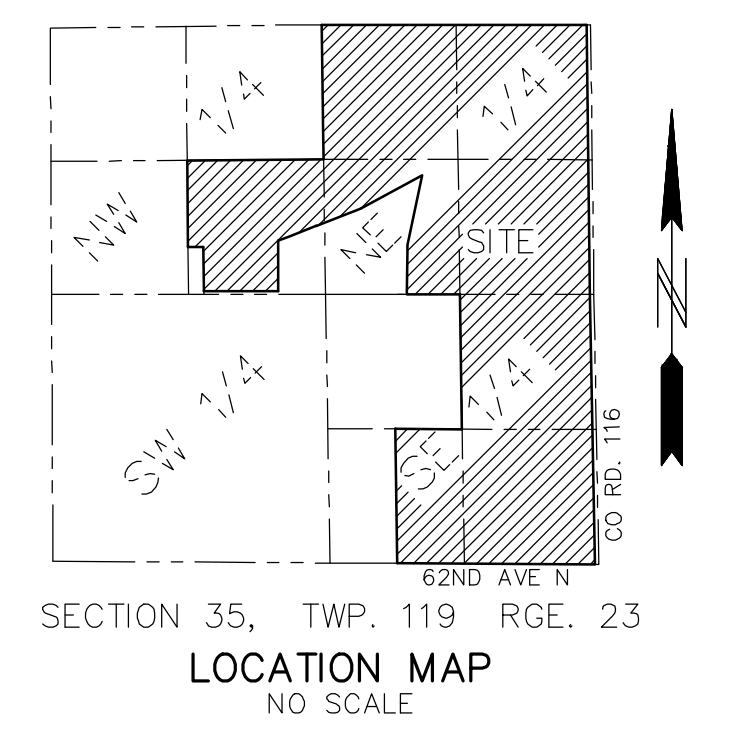 NW 1/4
NE 1/4
SITE
SW 1/4
SE 1/4
CO RD. 116
N
62ND AVE N
SECTION 35, TWP. 119 RGE. 23
LOCATION MAP
NO SCALE